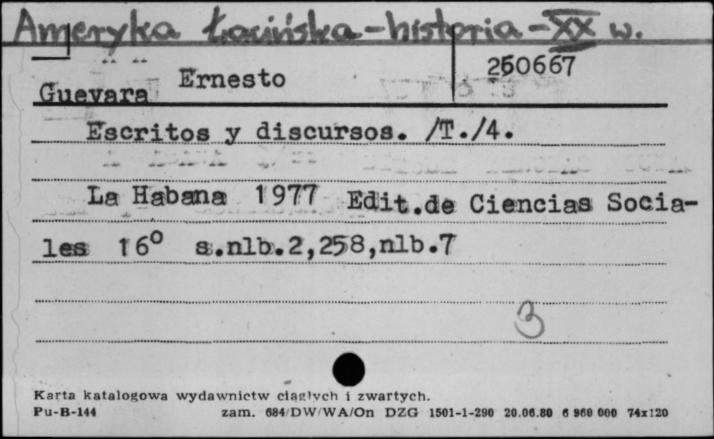 Ameryka Łacińska - historia - XX w.
Guevara Ernesto 250667
Escritos y discursos. /T./4.
La Habana 1977 Edit.de Ciencias Socia-
les 16º s.nlb.2,258,nlb.7
3
Karta katalogowa wydawnictw ciągłych i zwartych.
Pu-B-144 zam. 684/DW/WA/On DZG 1501-1-290 20.06.80 6 960 000 74x120